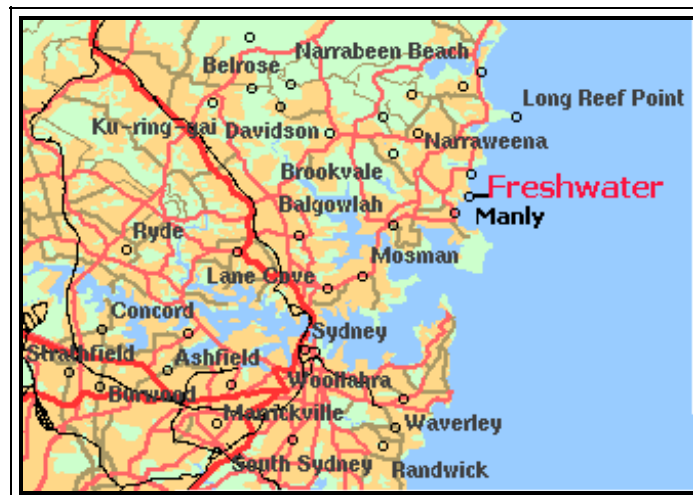 Narrabeen Beach
Belrose
Long Reef Point
Ku-ring-gai
Davidson
Narraweena
Brookvale
Freshwater
Balgowlah
Manly
Ryde
Mosman
Lane Cove
Concord
Sydney
Strathfield
Ashfield
Woollahra
Burwood
Marrickville
Waverley
South Sydney
Randwick